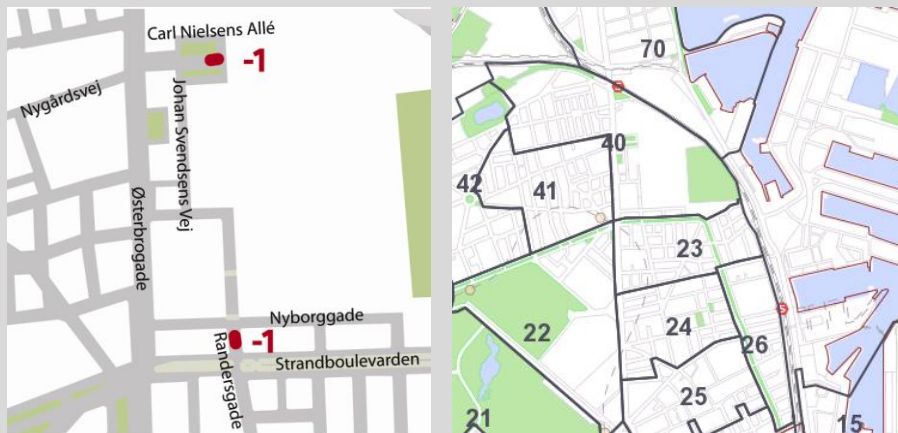 Carl Nielsens Allé
-1
Nygårdsvej
Johan Svendsens Vej
Østerbrogade
Nyborggade
-1
Randersgade
Strandboulevarden
70
40
42
41
23
22
24
26
25
21
15
S
S